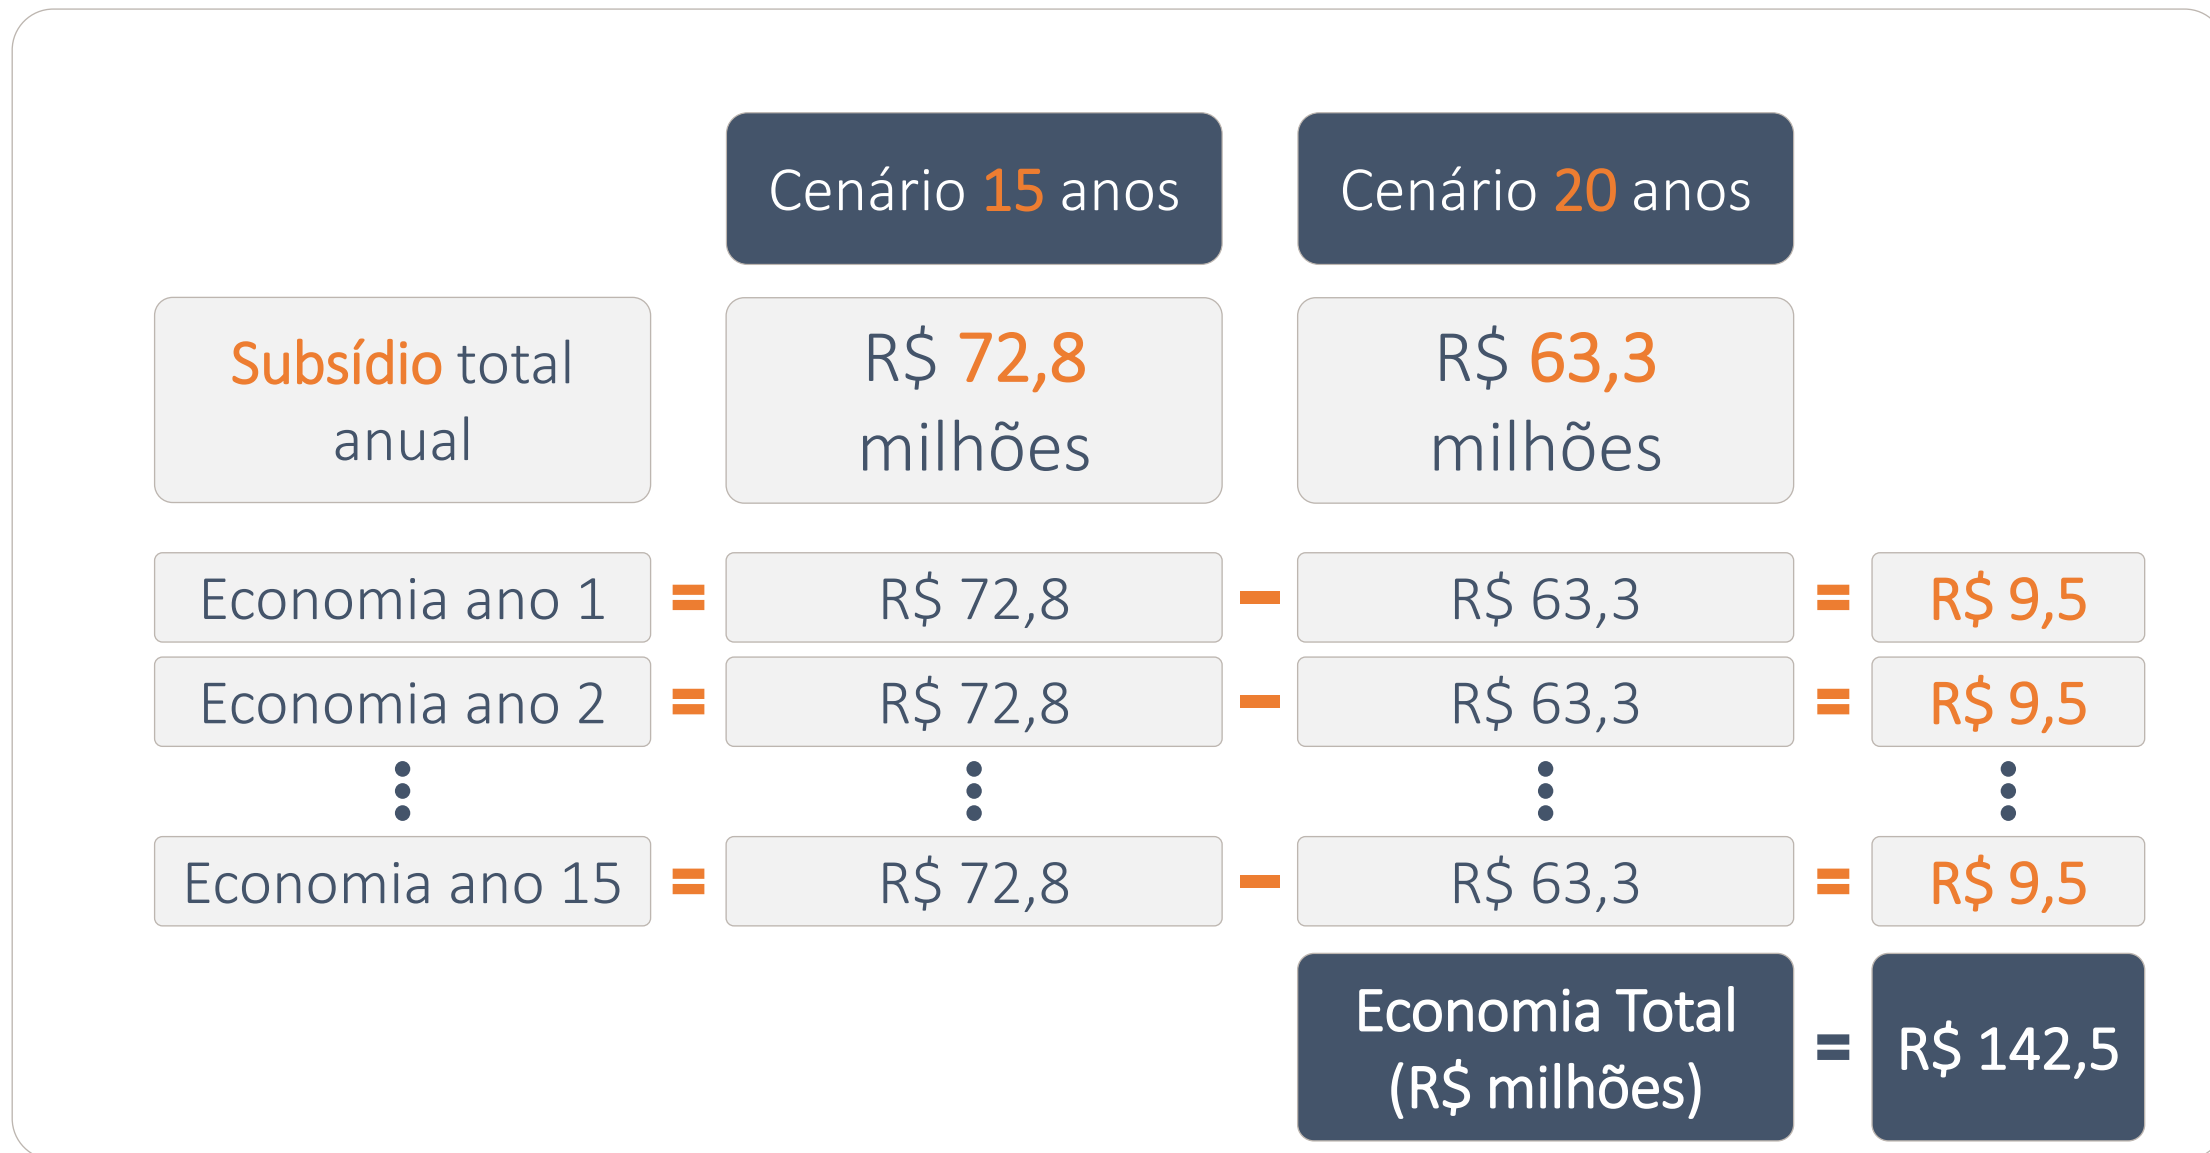 Cenário 15 anos
Cenário 20 anos
Subsídio total
anual
R$ 72,8
milhões
R$ 63,3
milhões
Economia ano 1 = R$ 72,8 – R$ 63,3 = R$ 9,5
Economia ano 2 = R$ 72,8 – R$ 63,3 = R$ 9,5
Economia ano 15 = R$ 72,8 – R$ 63,3 = R$ 9,5
Economia Total
(R$ milhões)
= R$ 142,5